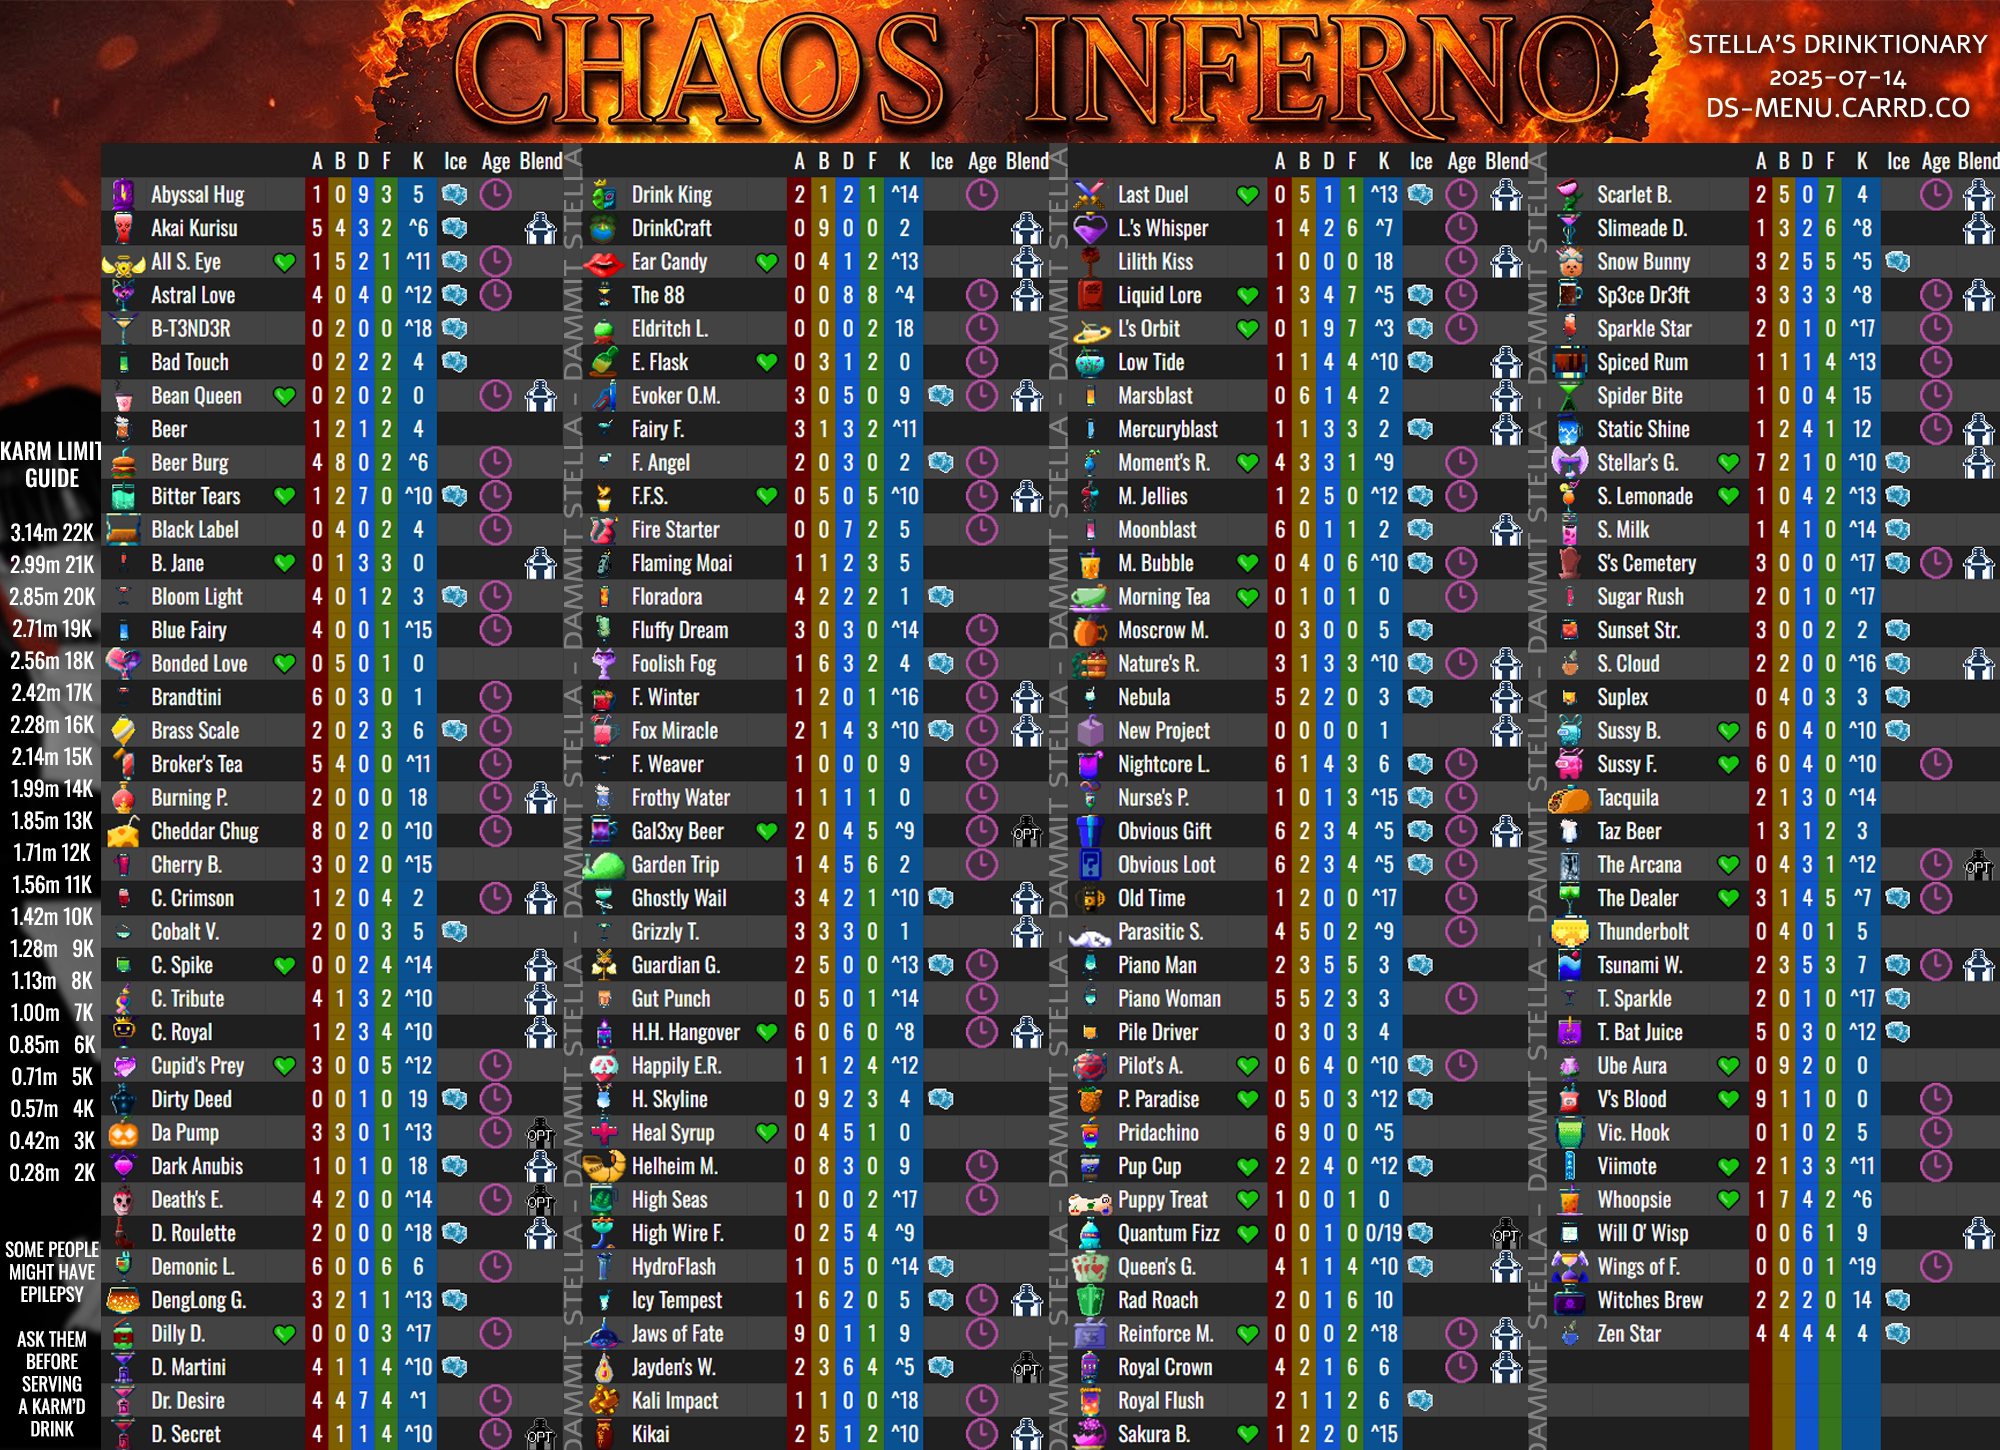 CHAOS INFERNO
STELLA'S DRINKTIONARY
2025-07-14
DS-MENU.CARRD.CO
KARM LIMIT
GUIDE
3.14m 22K
2.99m 21K
2.85m 20K
2.71m 19K
2.56m 18K
2.42m 17K
2.28m 16K
2.14m 15K
1.99m 14K
1.85m 13K
1.71m 12K
1.56m 11K
1.42m 10K
1.28m 9K
1.13m 8K
1.00m 7K
0.85m 6K
0.71m 5K
0.57m 4K
0.42m 3K
0.28m 2K
SOME PEOPLE
MIGHT HAVE
EPILEPSY
ASK THEM
BEFORE
SERVING
A KARM'D
DRINK
A B D F K Ice Age Blend
Abyssal Hug 1 0 9 3 5
Akai Kurisu 5 4 3 2 ^6
All S. Eye 1 5 2 1 ^11
Astral Love 4 0 4 0 ^12
B-T3ND3R 0 2 0 0 ^18
Bad Touch 0 2 2 2 4
Bean Queen 0 2 0 2 0
Beer 1 2 1 2 4
Beer Burg 4 8 0 2 ^6
Bitter Tears 1 2 7 0 ^10
Black Label 0 4 0 2 4
B. Jane 0 1 3 3 0
Bloom Light 4 0 1 2 3
Blue Fairy 4 0 0 1 ^15
Bonded Love 0 5 0 1 0
Brandtini 6 0 3 0 1
Brass Scale 2 0 2 3 6
Broker's Tea 5 4 0 0 ^11
Burning P. 2 0 0 0 18
Cheddar Chug 8 0 2 0 ^10
Cherry B. 3 0 2 0 ^15
C. Crimson 1 2 0 4 2
Cobalt V. 2 0 0 3 5
C. Spike 0 0 2 4 ^14
C. Tribute 4 1 3 2 ^10
C. Royal 1 2 3 4 ^10
Cupid's Prey 3 0 0 5 ^12
Dirty Deed 0 0 1 0 19
Da Pump 3 3 0 1 ^13 OPT
Dark Anubis 1 0 1 0 18
Death's E. 4 2 0 0 ^14 OPT
D. Roulette 2 0 0 0 ^18
Demonic L. 6 0 0 6 6
DengLong G. 3 2 1 1 ^13
Dilly D. 0 0 0 3 ^17
D. Martini 4 1 1 4 ^10
Dr. Desire 4 4 7 4 ^1
D. Secret 4 1 1 4 ^10 OPT
DAMMIT STELLA - DAMMIT STELLA - DAMMIT STELLA - DAMMIT STELLA
A B D F K Ice Age Blend
Drink King 2 1 2 1 ^14
DrinkCraft 0 9 0 0 2
Ear Candy 0 4 1 2 ^13
The 88 0 0 8 8 ^4
Eldritch L. 0 0 0 2 18
E. Flask 0 3 1 2 0
Evoker O.M. 3 0 5 0 9
Fairy F. 3 1 3 2 ^11
F. Angel 2 0 3 0 2
F.F.S. 0 5 0 5 ^10
Fire Starter 0 0 7 2 5
Flaming Moai 1 1 2 3 5
Floradora 4 2 2 2 1
Fluffy Dream 3 0 3 0 ^14
Foolish Fog 1 6 3 2 4
F. Winter 1 2 0 1 ^16
Fox Miracle 2 1 4 3 ^10
F. Weaver 1 0 0 0 9
Frothy Water 1 1 1 1 0
Gal3xy Beer 2 0 4 5 ^9 OPT
Garden Trip 1 4 5 6 2
Ghostly Wail 3 4 2 1 ^10
Grizzly T. 3 3 3 0 1
Guardian G. 2 5 0 0 ^13
Gut Punch 0 5 0 1 ^14
H.H. Hangover 6 0 6 0 ^8
Happily E.R. 1 1 2 4 ^12
H. Skyline 0 9 2 3 4
Heal Syrup 0 4 5 1 0
Helheim M. 0 8 3 0 9
High Seas 1 0 0 2 ^17
High Wire F. 0 2 5 4 ^9
HydroFlash 1 0 5 0 ^14
Icy Tempest 1 6 2 0 5
Jaws of Fate 9 0 1 1 9
Jayden's W. 2 3 6 4 ^5 OPT
Kali Impact 1 1 0 0 ^18
Kikai 2 5 1 2 ^10
DAMMIT STELLA - DAMMIT STELLA - DAMMIT STELLA - DAMMIT STELLA
A B D F K Ice Age Blend
Last Duel 0 5 1 1 ^13
L.'s Whisper 1 4 2 6 ^7
Lilith Kiss 1 0 0 0 18
Liquid Lore 1 3 4 7 ^5
L's Orbit 0 1 9 7 ^3
Low Tide 1 1 4 4 ^10
Marsblast 0 6 1 4 2
Mercuryblast 1 1 3 3 2
Moment's R. 4 3 3 1 ^9
M. Jellies 1 2 5 0 ^12
Moonblast 6 0 1 1 2
M. Bubble 0 4 0 6 ^10
Morning Tea 0 1 0 1 0
Moscrow M. 0 3 0 0 5
Nature's R. 3 1 3 3 ^10
Nebula 5 2 2 0 3
New Project 0 0 0 0 1
Nightcore L. 6 1 4 3 6
Nurse's P. 1 0 1 3 ^15
Obvious Gift 6 2 3 4 ^5
Obvious Loot 6 2 3 4 ^5
Old Time 1 2 0 0 ^17
Parasitic S. 4 5 0 2 ^9
Piano Man 2 3 5 5 3
Piano Woman 5 5 2 3 3
Pile Driver 0 3 0 3 4
Pilot's A. 0 6 4 0 ^10
P. Paradise 0 5 0 3 ^12
Pridachino 6 9 0 0 ^5
Pup Cup 2 2 4 0 ^12
Puppy Treat 1 0 0 1 0
Quantum Fizz 0 0 1 0 0/19 OPT
Queen's G. 4 1 1 4 ^10
Rad Roach 2 0 1 6 10
Reinforce M. 0 0 0 2 ^18
Royal Crown 4 2 1 6 6
Royal Flush 2 1 1 2 6
Sakura B. 1 2 2 0 ^15
DAMMIT STELLA - DAMMIT STELLA - DAMMIT STELLA - DAMMIT STELLA
A B D F K Ice Age Blend
Scarlet B. 2 5 0 7 4
Slimeade D. 1 3 2 6 ^8
Snow Bunny 3 2 5 5 ^5
Sp3ce Dr3ft 3 3 3 3 ^8
Sparkle Star 2 0 1 0 ^17
Spiced Rum 1 1 1 4 ^13
Spider Bite 1 0 0 4 15
Static Shine 1 2 4 1 12
Stellar's G. 7 2 1 0 ^10
S. Lemonade 1 0 4 2 ^13
S. Milk 1 4 1 0 ^14
S's Cemetery 3 0 0 0 ^17
Sugar Rush 2 0 1 0 ^17
Sunset Str. 3 0 0 2 2
S. Cloud 2 2 0 0 ^16
Suplex 0 4 0 3 3
Sussy B. 6 0 4 0 ^10
Sussy F. 6 0 4 0 ^10
Tacquila 2 1 3 0 ^14
Taz Beer 1 3 1 2 3
The Arcana 0 4 3 1 ^12 OPT
The Dealer 3 1 4 5 ^7
Thunderbolt 0 4 0 1 5
Tsunami W. 2 3 5 3 7
T. Sparkle 2 0 1 0 ^17
T. Bat Juice 5 0 3 0 ^12
Ube Aura 0 9 2 0 0
V's Blood 9 1 1 0 0
Vic. Hook 0 1 0 2 5
Viimote 2 1 3 3 ^11
Whoopsie 1 7 4 2 ^6
Will O' Wisp 0 0 6 1 9
Wings of F. 0 0 0 1 ^19
Witches Brew 2 2 2 0 14
Zen Star 4 4 4 4 4